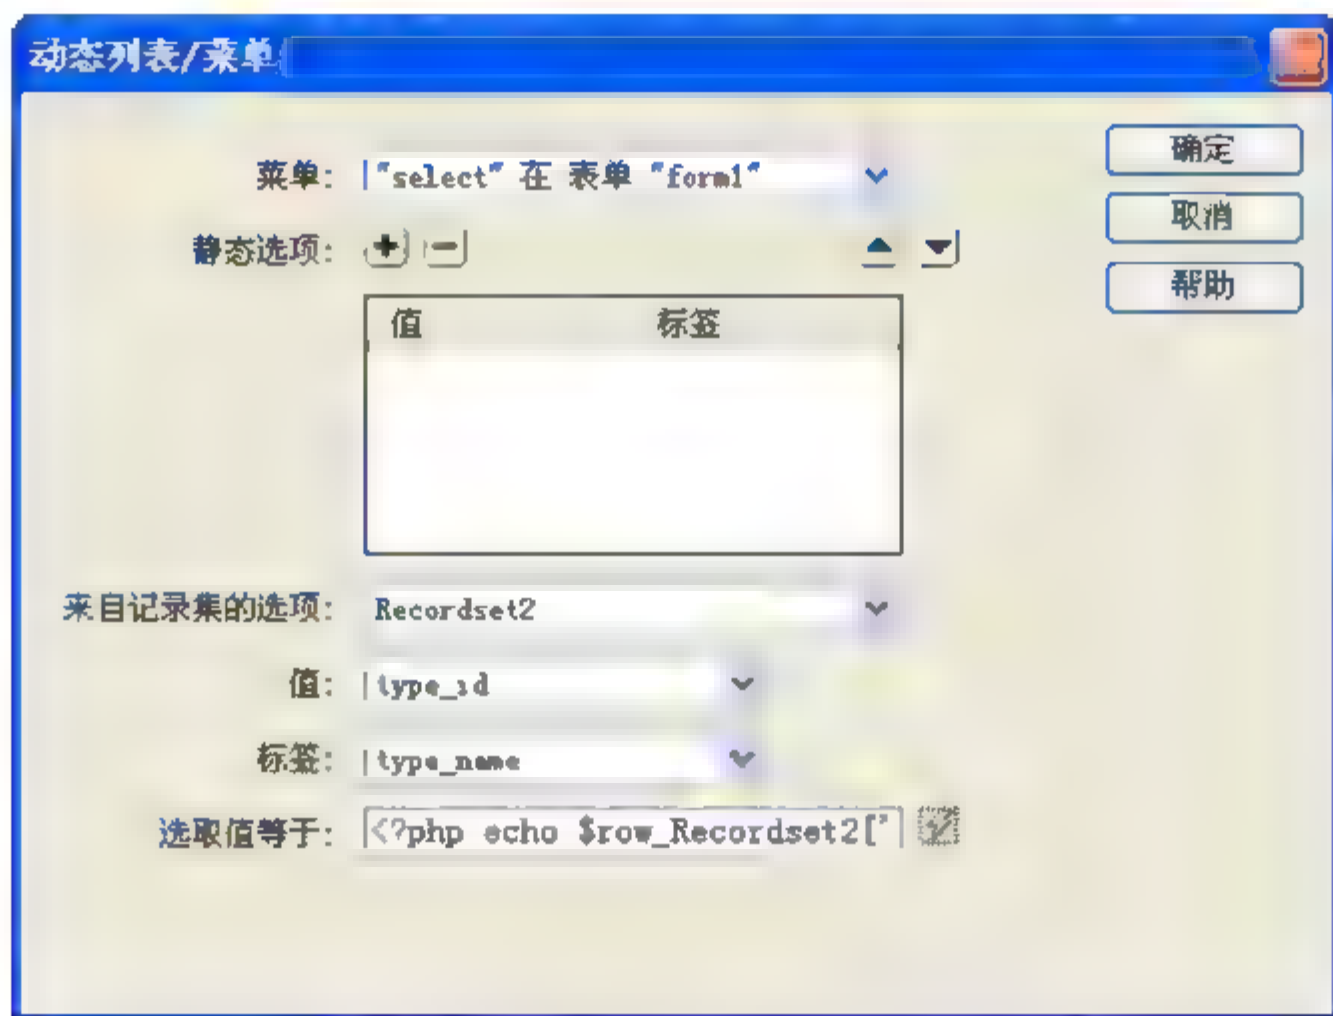 动态列表/菜单
菜单: "select" 在 表单 "form1"
确定
静态选项:
取消
帮助
值 标签
来自记录集的选项: Recordset2
值: type_id
标签: type_name
选取值等于: <?php echo $row_Recordset2['